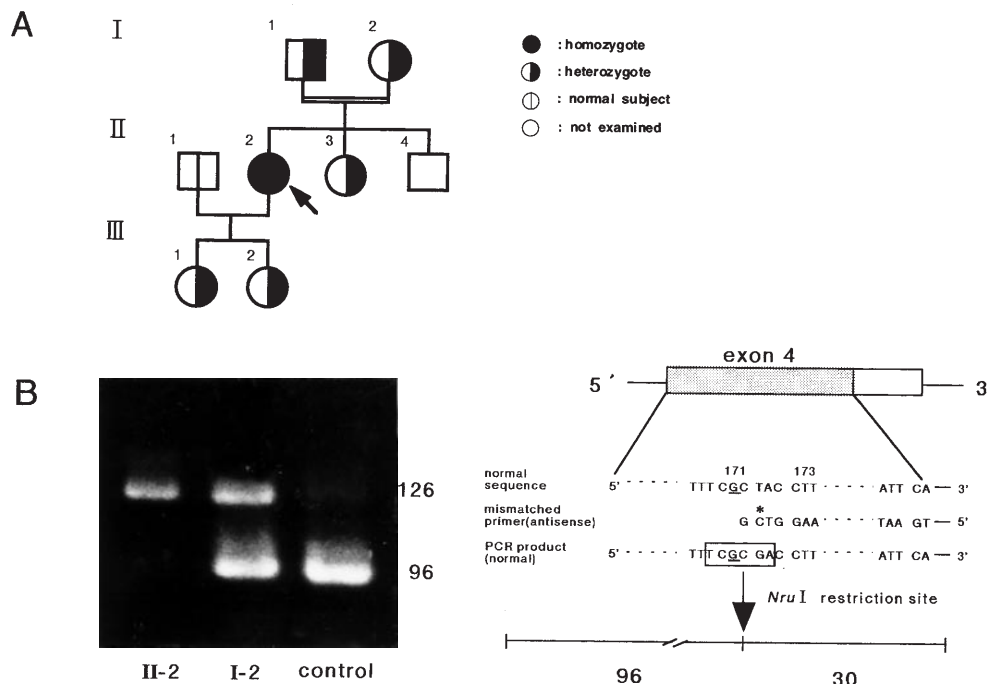 A
I
1 2
: homozygote
: heterozygote
: normal subject
: not examined
II
1 2 3 4
III
1 2
B
126
96
II-2 I-2 control
exon 4
5 ' 3
171 173
normal
sequence
5' TTT CGC TAC CTT ATT CA 3'
mismatched
primer(antisense)
*
G CTG GAA TAA GT 5'
PCR product
(normal)
5' TTT CGC GAC CTT ATT CA 3'
Nru I restriction site
96 30